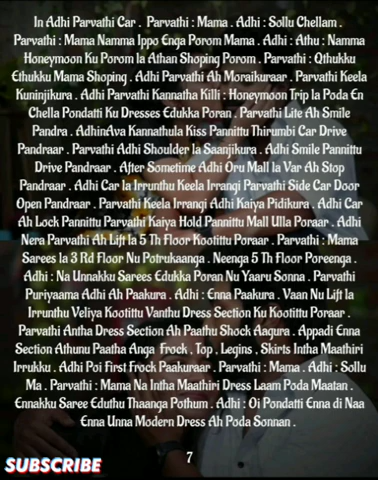 In Adhi Parvathi Car . Parvathi : Mama . Adhi : Sollu Chellam .
Parvathi : Mama Namma Ippo Enga Porom Mama . Adhi : Athu : Namma
Honeymoon Ku Porom la Athan Shoping Porom . Parvathi : Qthukku
Ethukku Mama Shoping . Adhi Parvathi Ah Moraikuraar . Parvathi Keela
Kuninjikura . Adhi Parvathi Kannatha Killi : Honeymoon Trip la Poda En
Chella Pondatti Ku Dresses Edukka Poran . Parvathi Lite Ah Smile
Pandra . AdhinAva Kannathula Kiss Pannittu Thirumbi Car Drive
Pandraar . Parvathi Adhi Shoulder la Saanjikura . Adhi Smile Pannittu
Drive Pandraar . After Sometime Adhi Oru Mall la Var Ah Stop
Pandraar . Adhi Car la Irrunthu Keela Irrangi Parvathi Side Car Door
Open Pandraar . Parvathi Keela Irrangi Adhi Kaiya Pidikura . Adhi Car
Ah Lock Pannittu Parvathi Kaiya Hold Pannittu Mall Ulla Poraar . Adhi
Nera Parvathi Ah Lift la 5 Th Floor Kootittu Poraar . Parvathi : Mama
Sarees la 3 Rd Floor Nu Potrukaanga . Neenga 5 Th Floor Poreenga .
Adhi : Na Unnakku Sarees Edukka Poran Nu Yaaru Sonna . Parvathi
Puriyaama Adhi Ah Paakura . Adhi : Enna Paakura . Vaan Nu Lift la
Irrunthu Veliya Kootittu Vanthu Dress Section Ku Kootittu Poraar .
Parvathi Antha Dress Section Ah Paathu Shock Aagura . Appadi Enna
Section Athunu Paatha Anga Frock , Top , Legins , Skirts Intha Maathiri
Irrukku . Adhi Poi First Frock Paakuraar . Parvathi : Mama . Adhi : Sollu
Ma . Parvathi : Mama Na Intha Maathiri Dress Laam Poda Maatan .
Ennakku Saree Eduthu Thaanga Pothum . Adhi : Oi Pondatti Enna di Naa
Enna Unna Modern Dress Ah Poda Sonnan .
7
SUBSCRIBE